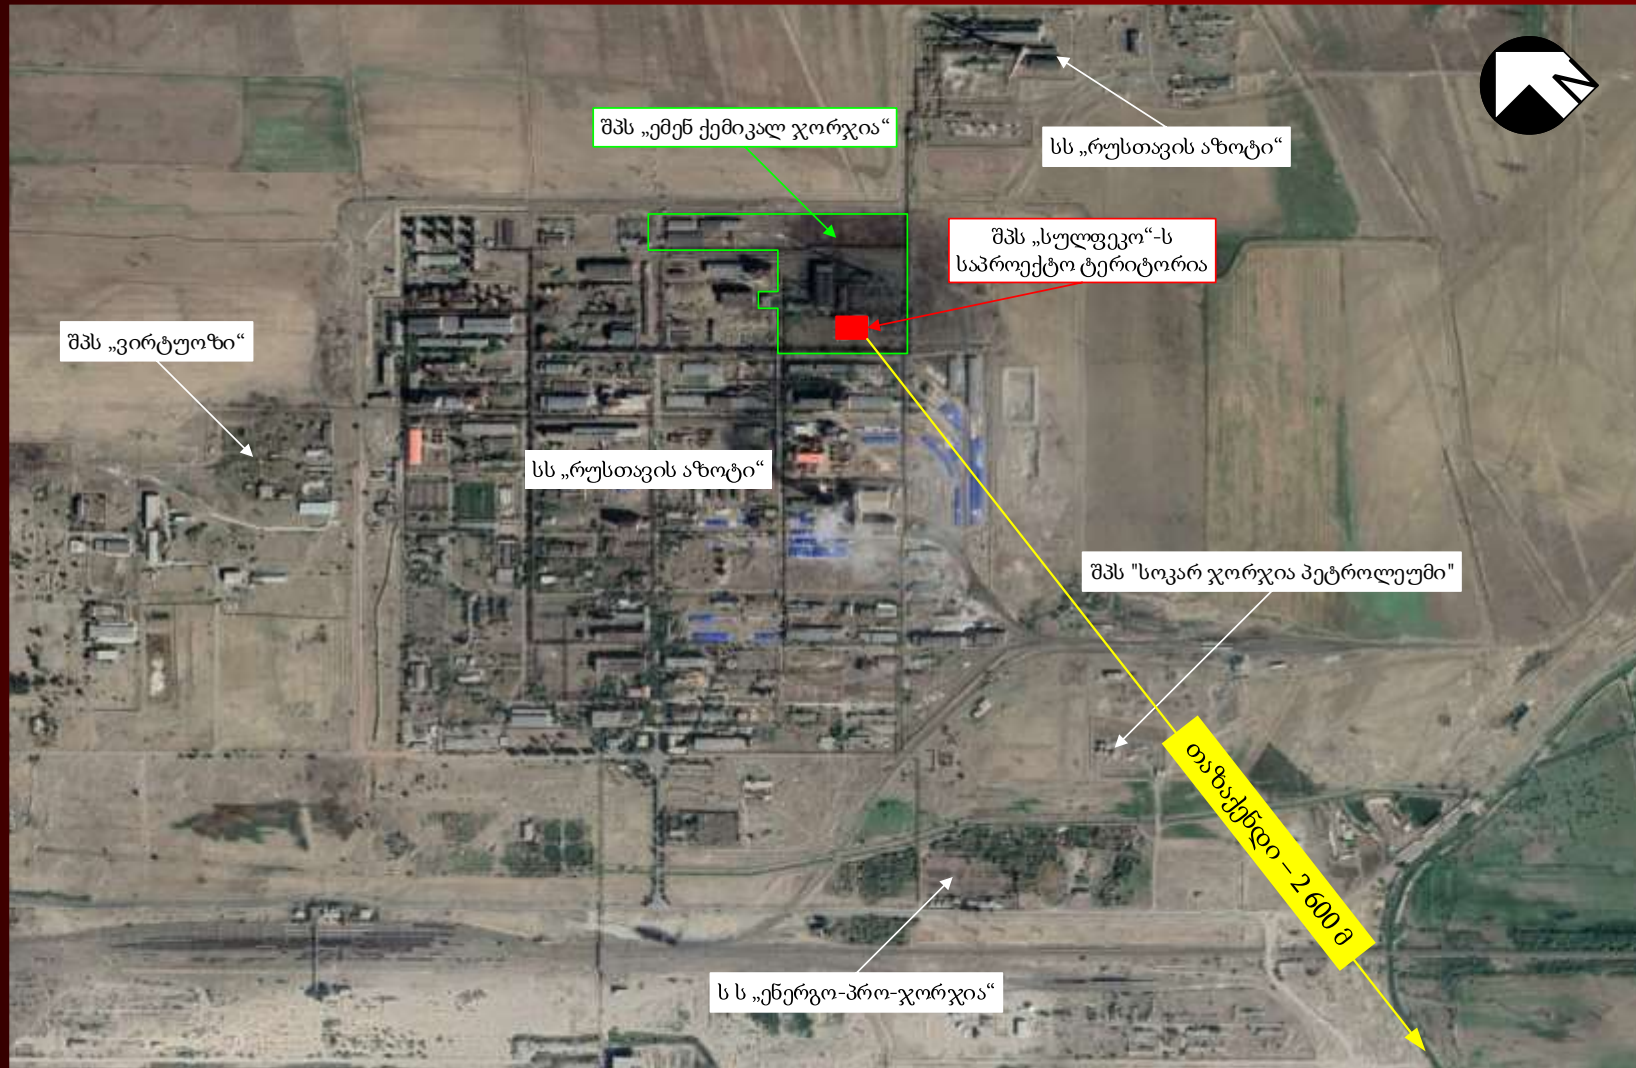 შპს „ემენ ქემიკალ ჯორჯია“
სს „რუსთავის აზოტი“
შპს „სულფეკო“-ს
საპროექტო ტერიტორია
შპს „ვირტუოზი“
სს „რუსთავის აზოტი“
შპს "სოკარ ჯორჯია პეტროლეუმი"
თაზაქენდი – 2 600 მ
ს ს „ენერგო-პრო-ჯორჯია“
N